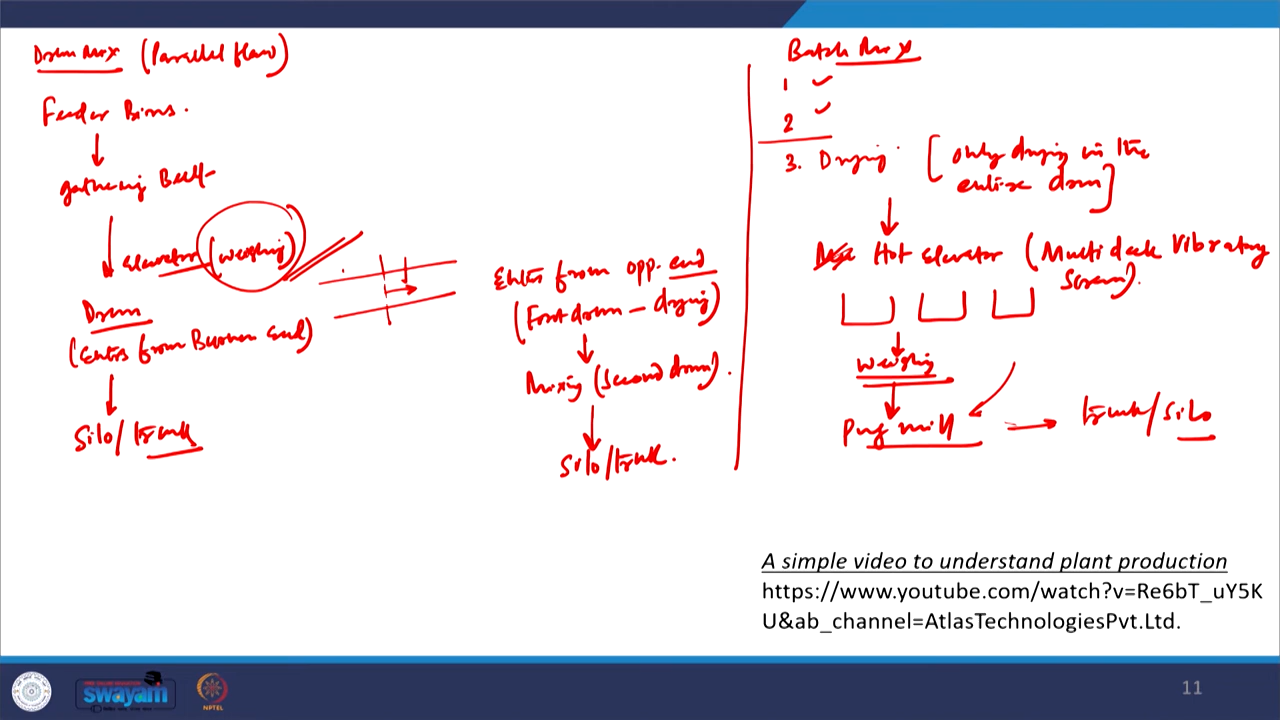 Drum Mix (Parallel flow)
Feeder Bins.
gathering Belt
Elevator (weighing)
Drum
(Enters from Burner End)
Silo/truck
Enters from opp. end
(First drum - drying)
Mixing (Second drum).
Silo/truck.
Batch Mix
1 ✓
2 ✓
3. Drying. [only drying in the
entire drum]
Hot elevator (Multi deck Vibratory
Screen).
weighing
Pug mill → truck/Silo
A simple video to understand plant production
https://www.youtube.com/watch?v=Re6bT_uY5K
U&ab_channel=AtlasTechnologiesPvt.Ltd.
swayam
NPTEL
11